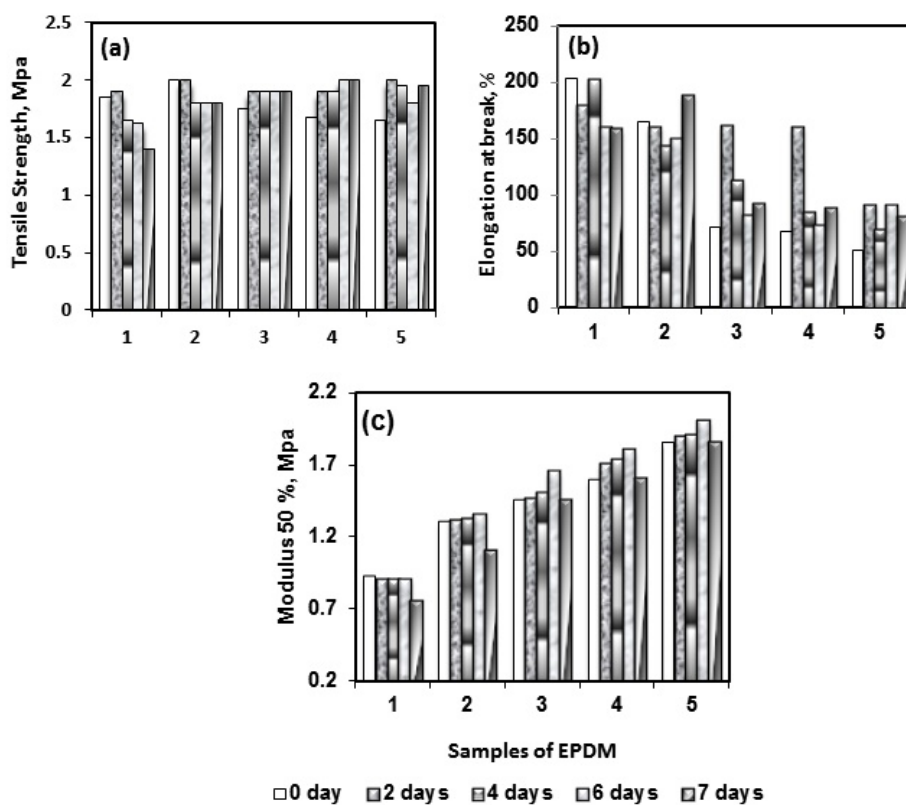 (a)
Tensile Strength, Mpa
2.5
2
1.5
1
0.5
0
1 2 3 4 5
(b)
Elongation at break, %
250
200
150
100
50
0
1 2 3 4 5
(c)
Modulus 50 %, Mpa
2.2
1.7
1.2
0.7
0.2
1 2 3 4 5
Samples of EPDM
0 day 2 days 4 days 6 days 7 days